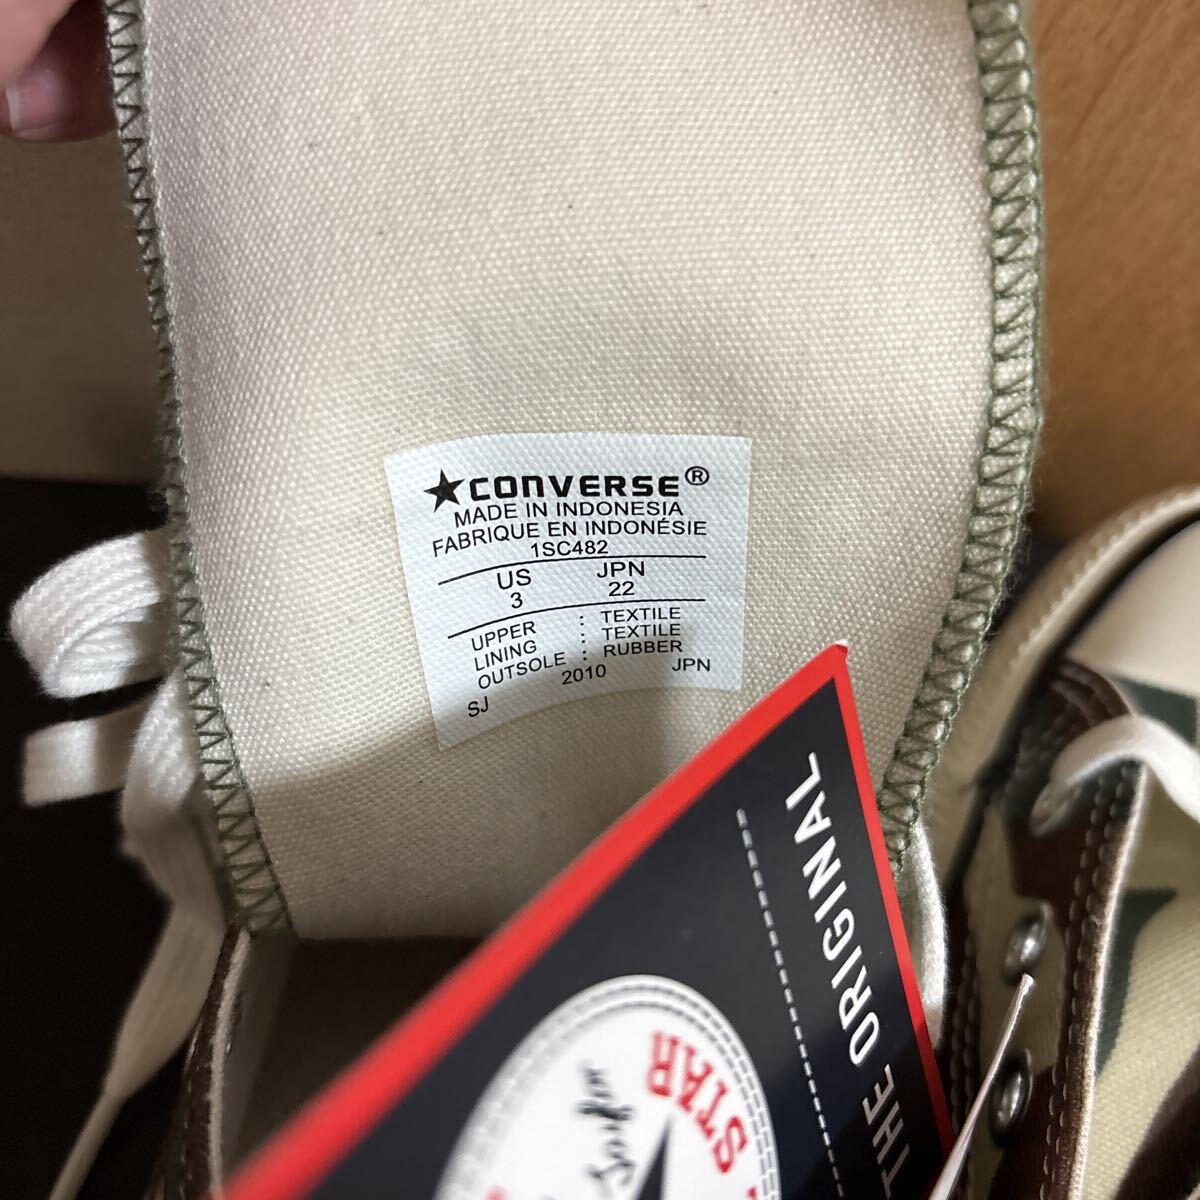 ★CONVERSE®
MADE IN INDONESIA
FABRIQUE EN INDONÉSIE
1SC482
US JPN
3 22
UPPER : TEXTILE
LINING : TEXTILE
OUTSOLE : RUBBER
SJ 2010 JPN
THE ORIGINAL
STAR